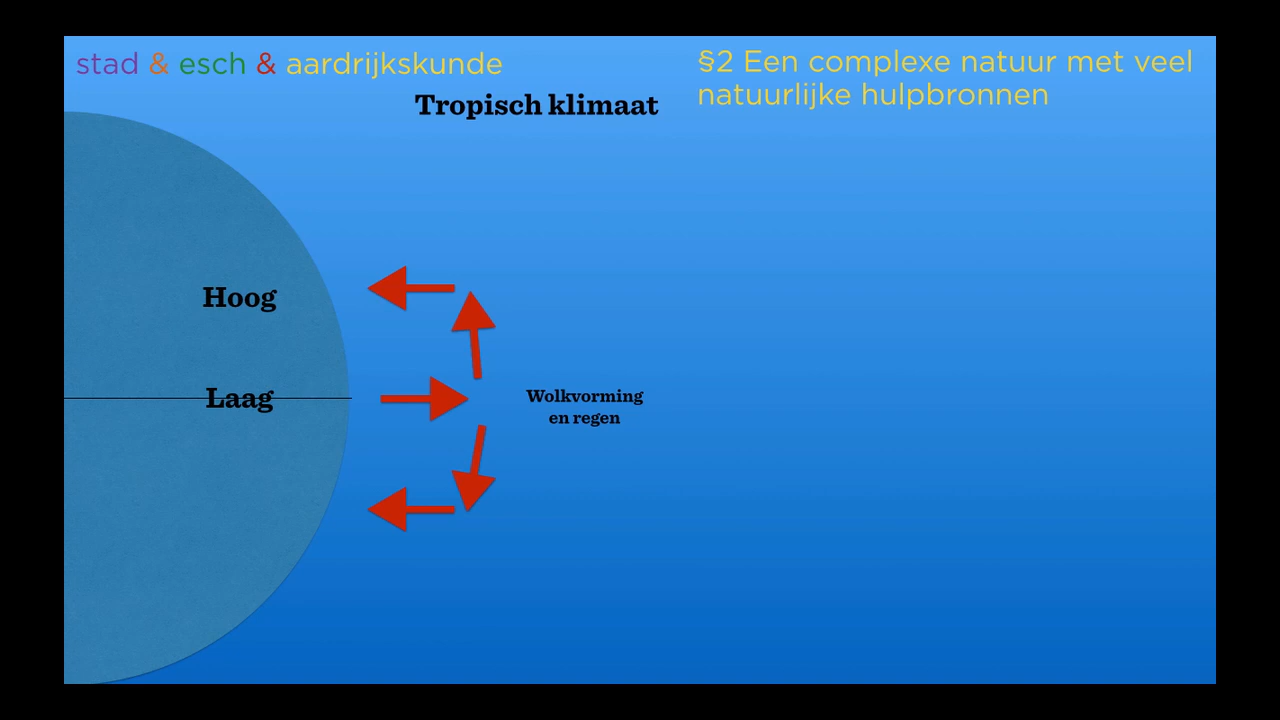 stad & esch & aardrijkskunde
§2 Een complexe natuur met veel
natuurlijke hulpbronnen
Tropisch klimaat
Hoog
Laag
Wolkvorming
en regen